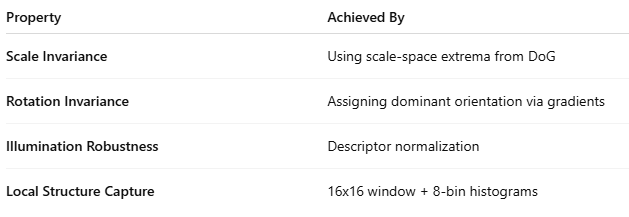 Property Achieved By
Scale Invariance Using scale-space extrema from DoG
Rotation Invariance Assigning dominant orientation via gradients
Illumination Robustness Descriptor normalization
Local Structure Capture 16x16 window + 8-bin histograms